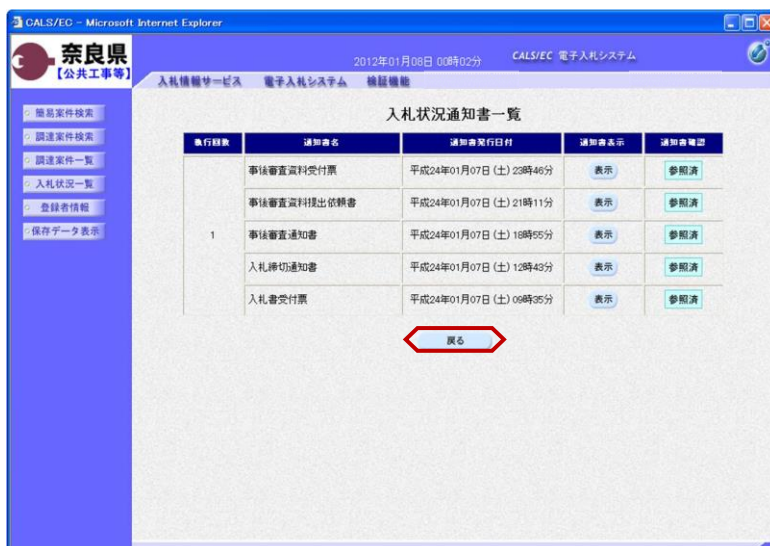 CALS/EC - Microsoft Internet Explorer
奈良県
【公共工事等】
2012年01月08日 00時02分
CALS/EC 電子入札システム
入札情報サービス 電子入札システム 検証機能
簡易案件検索
調達案件検索
調達案件一覧
入札状況一覧
登録者情報
保存データ表示
入札状況通知書一覧
執行回数 通知書名 通知書発行日付 通知書表示 通知書確認
事後審査資料受付票 平成24年01月07日(土) 23時46分 表示 参照済
事後審査資料提出依頼書 平成24年01月07日(土) 21時11分 表示 参照済
1 事後審査通知書 平成24年01月07日(土) 18時55分 表示 参照済
入札締切通知書 平成24年01月07日(土) 12時43分 表示 参照済
入札書受付票 平成24年01月07日(土) 09時35分 表示 参照済
戻る